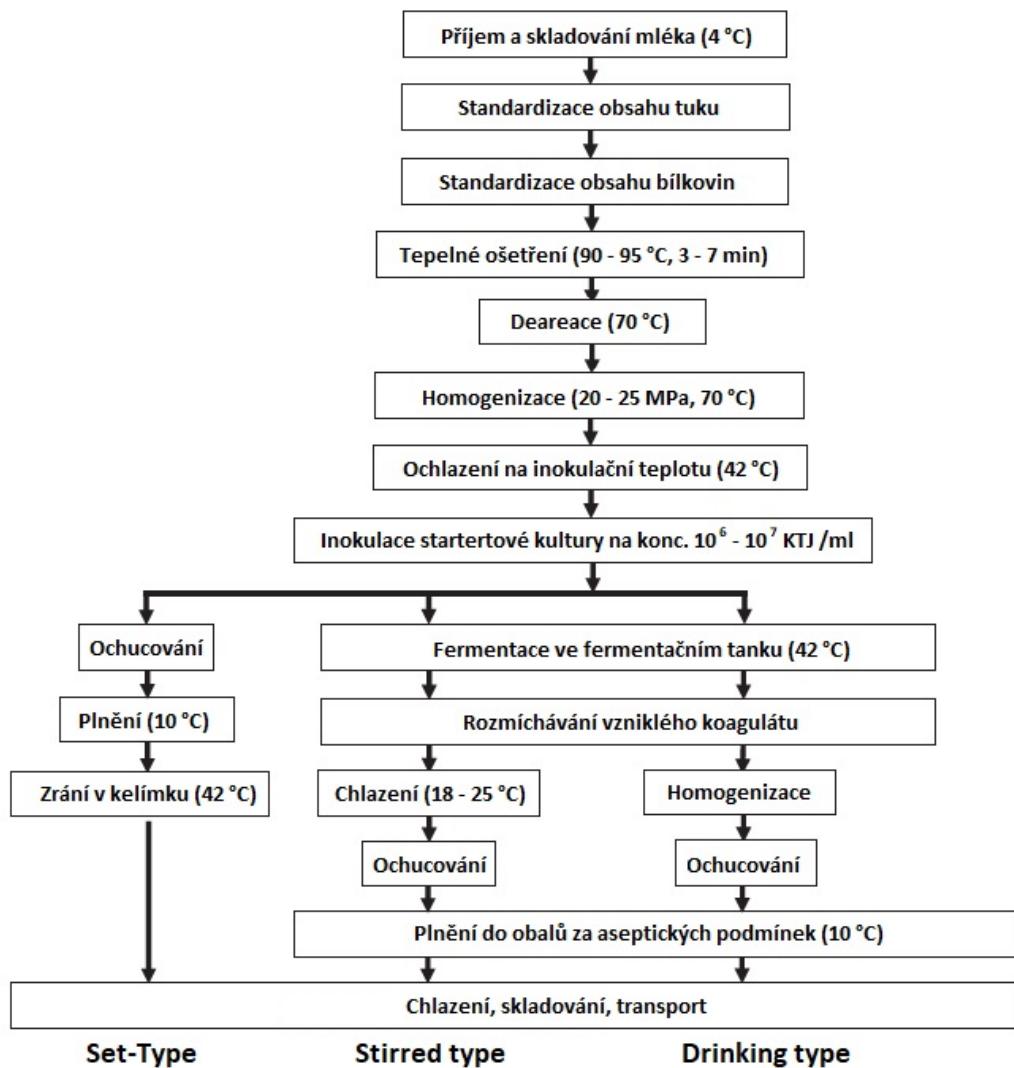 Příjem a skladování mléka (4 °C)
Standardizace obsahu tuku
Standardizace obsahu bílkovin
Tepelné ošetření (90 - 95 °C, 3 - 7 min)
Deareace (70 °C)
Homogenizace (20 - 25 MPa, 70 °C)
Ochlazení na inokulační teplotu (42 °C)
Inokulace startertové kultury na konc. 10⁶ - 10⁷ KTJ /ml
Ochucování
Fermentace ve fermentačním tanku (42 °C)
Plnění (10 °C)
Rozmíchávání vzniklého koagulátu
Zrání v kelímku (42 °C)
Chlazení (18 - 25 °C)
Homogenizace
Ochucování
Ochucování
Plnění do obalů za aseptických podmínek (10 °C)
Chlazení, skladování, transport
Set-Type
Stirred type
Drinking type